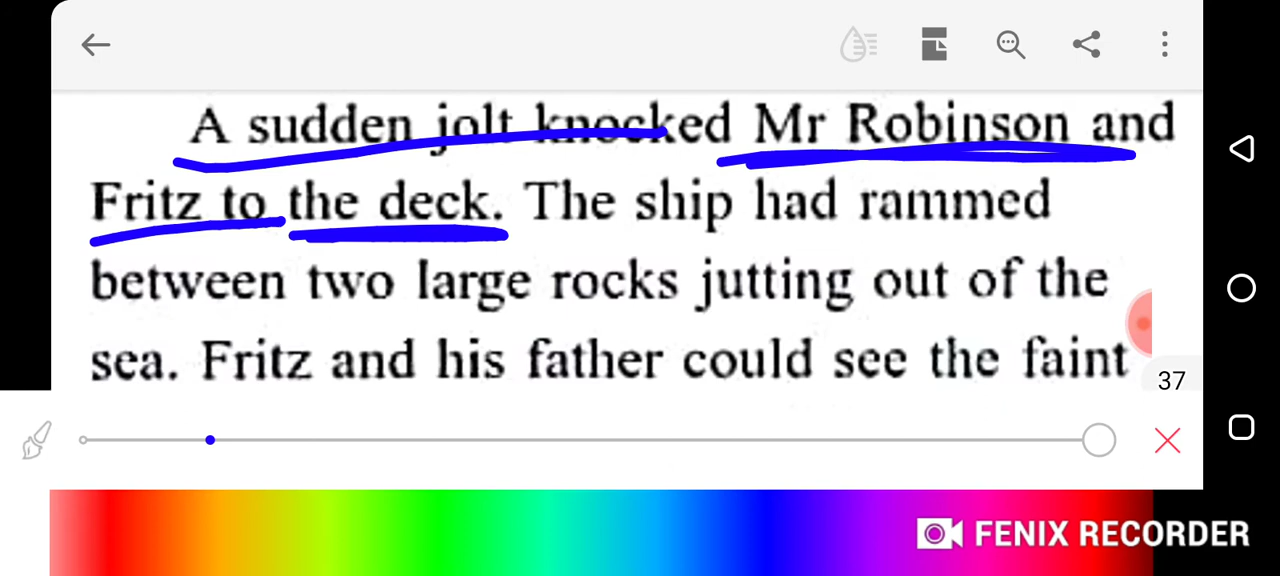 A sudden jolt knocked Mr Robinson and
Fritz to the deck. The ship had rammed
between two large rocks jutting out of the
sea. Fritz and his father could see the faint
37
FENIX RECORDER